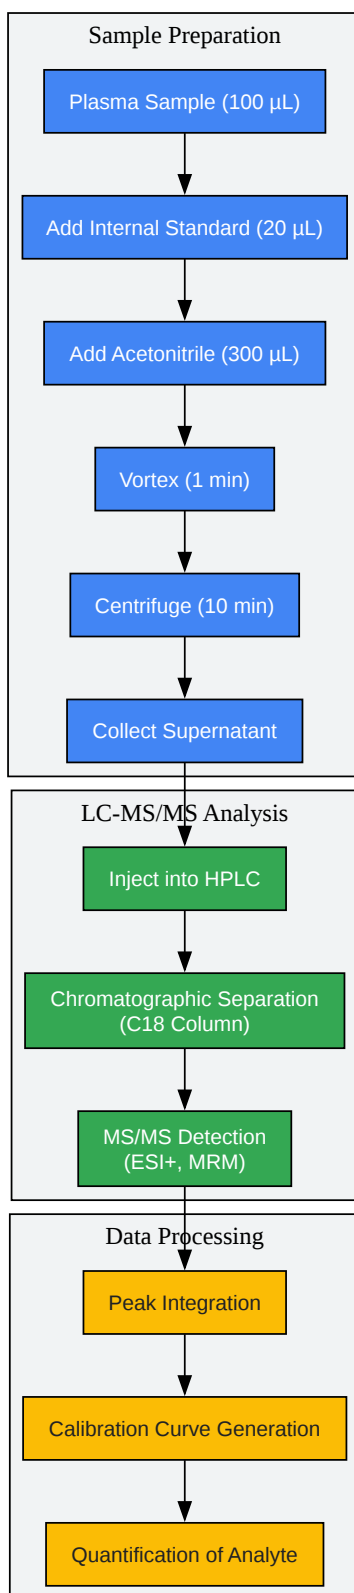 Sample Preparation
Plasma Sample (100 µL)
Add Internal Standard (20 µL)
Add Acetonitrile (300 µL)
Vortex (1 min)
Centrifuge (10 min)
Collect Supernatant
LC-MS/MS Analysis
Inject into HPLC
Chromatographic Separation
(C18 Column)
MS/MS Detection
(ESI+, MRM)
Data Processing
Peak Integration
Calibration Curve Generation
Quantification of Analyte